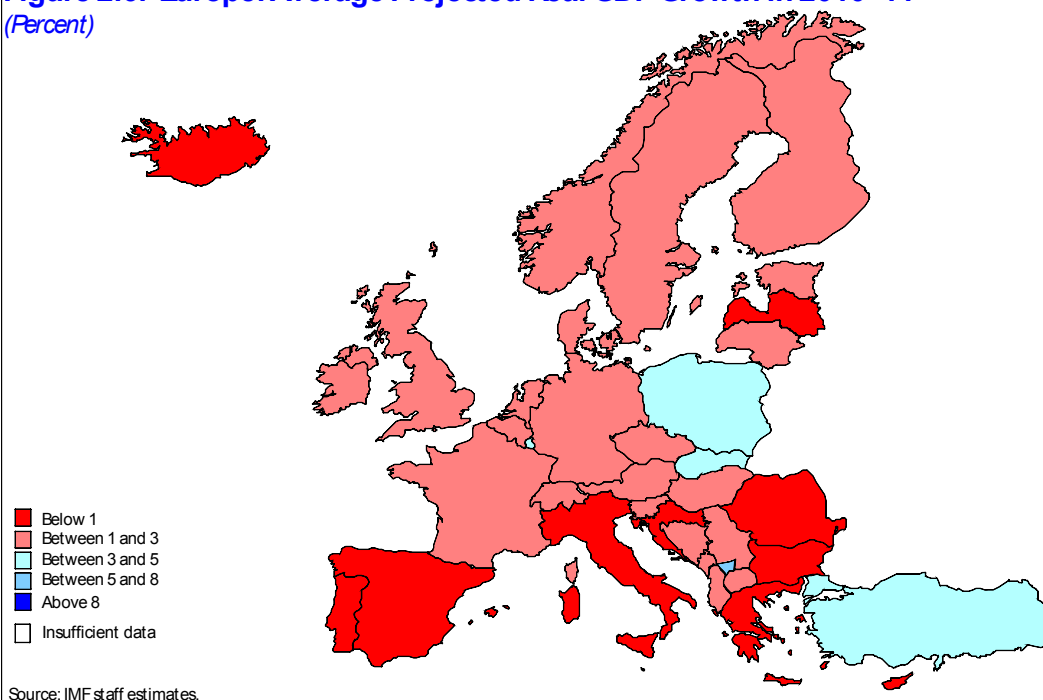 (Percent)
Below 1
Between 1 and 3
Between 3 and 5
Between 5 and 8
Above 8
Insufficient data
Source: IMF staff estimates.